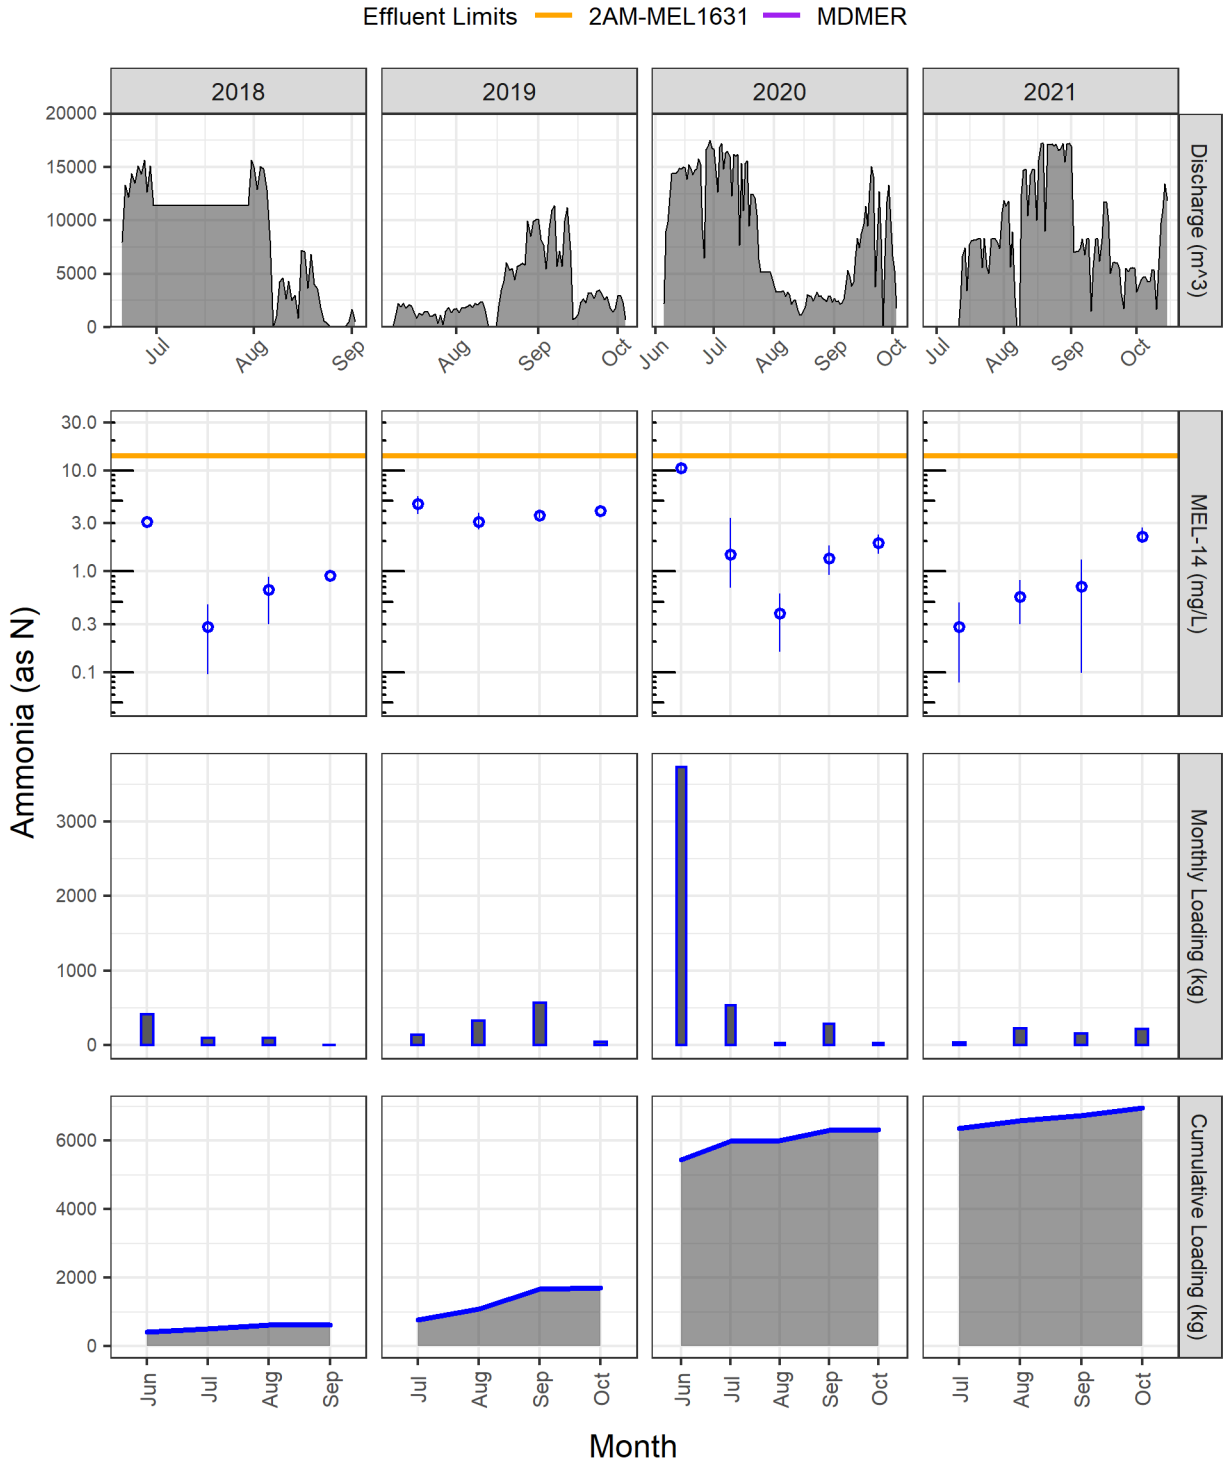 Effluent Limits 2AM-MEL1631 MDMER
2018 2019 2020 2021
20000
15000
10000
5000
0
Discharge (m^3)
Jul Aug Sep Aug Sep Oct Jun Jul Aug Sep Oct Jul Aug Sep Oct
30.0
10.0
3.0
1.0
0.3
0.1
MEL-14 (mg/L)
Ammonia (as N)
3000
2000
1000
0
Monthly Loading (kg)
6000
4000
2000
0
Cumulative Loading (kg)
Jun Jul Aug Sep Jul Aug Sep Oct Jun Jul Aug Sep Oct Jul Aug Sep Oct
Month